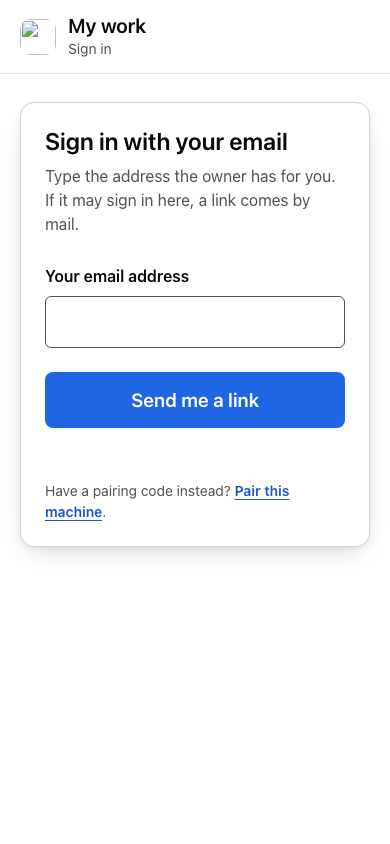 My work
Sign in
Sign in with your email
Type the address the owner has for you.
If it may sign in here, a link comes by
mail.
Your email address
Send me a link
Have a pairing code instead? Pair this
machine.